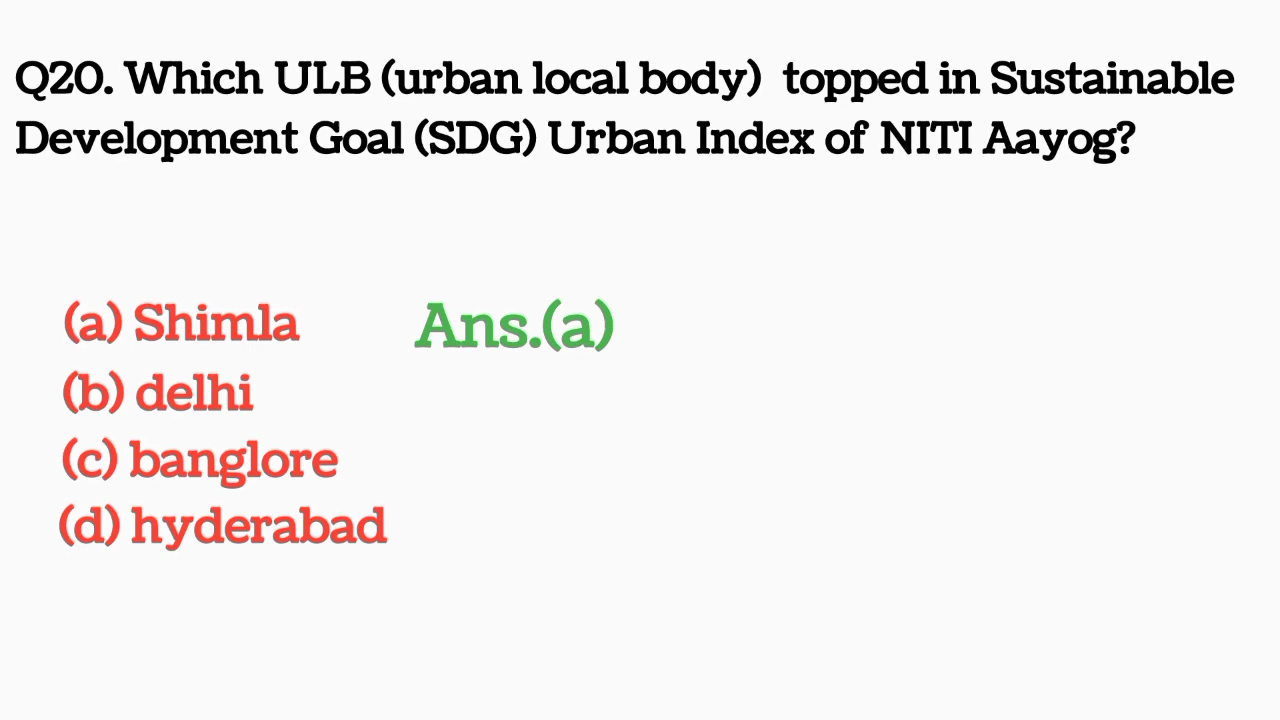 Q20. Which ULB (urban local body) topped in Sustainable
Development Goal (SDG) Urban Index of NITI Aayog?
(a) Shimla Ans.(a)
(b) delhi
(c) banglore
(d) hyderabad